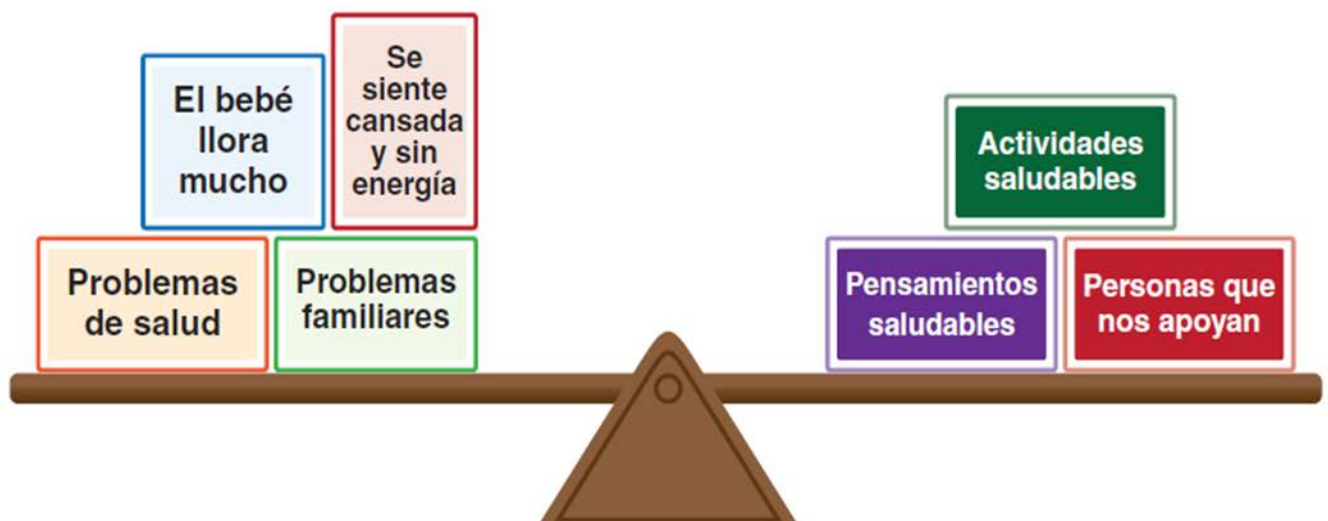 El bebé
llora
mucho
Se
siente
cansada
y sin
energía
Problemas
de salud
Problemas
familiares
Actividades
saludables
Pensamientos
saludables
Personas que
nos apoyan